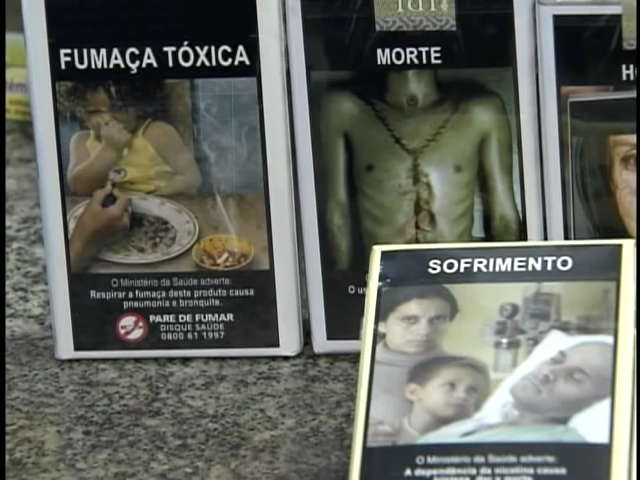 FUMAÇA TÓXICA
O Ministério da Saúde adverte:
Respirar a fumaça deste produto causa
pneumonia e bronquite.
PARE DE FUMAR
DISQUE SAÚDE
0800 61 1997
MORTE
SOFRIMENTO
O Ministério da Saúde adverte:
A dependência da nicotina causa